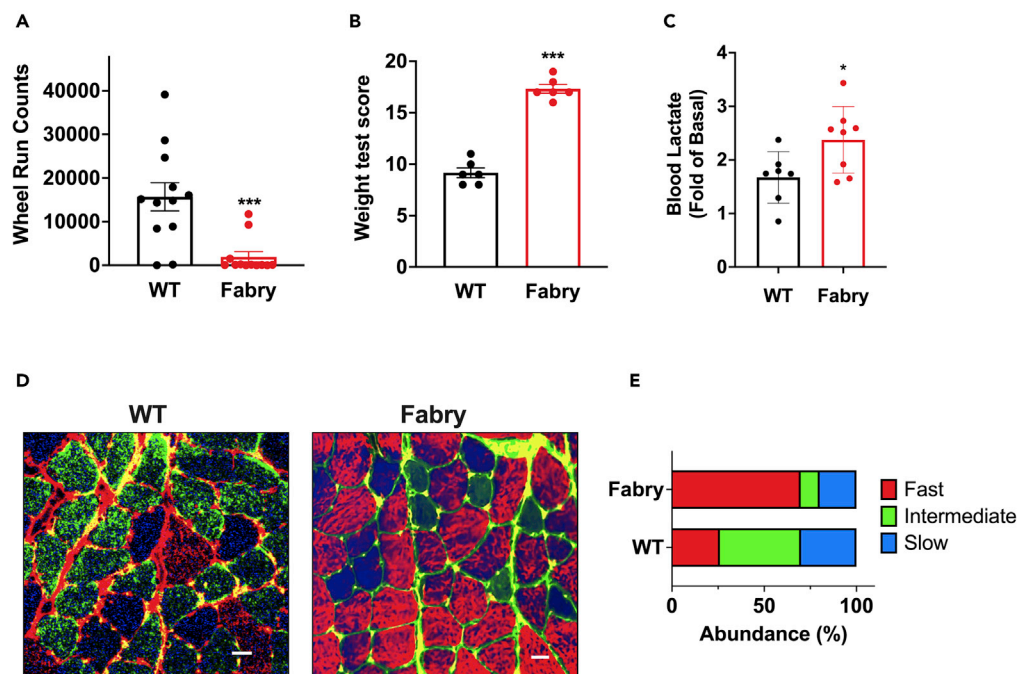 A
Wheel Run Counts
40000
30000
20000
10000
0
***
WT
Fabry
B
Weight test score
20
15
10
5
0
***
WT
Fabry
C
Blood Lactate
(Fold of Basal)
4
3
2
1
0
*
WT
Fabry
D
WT
Fabry
E
Fabry
WT
0
50
100
Abundance (%)
Fast
Intermediate
Slow